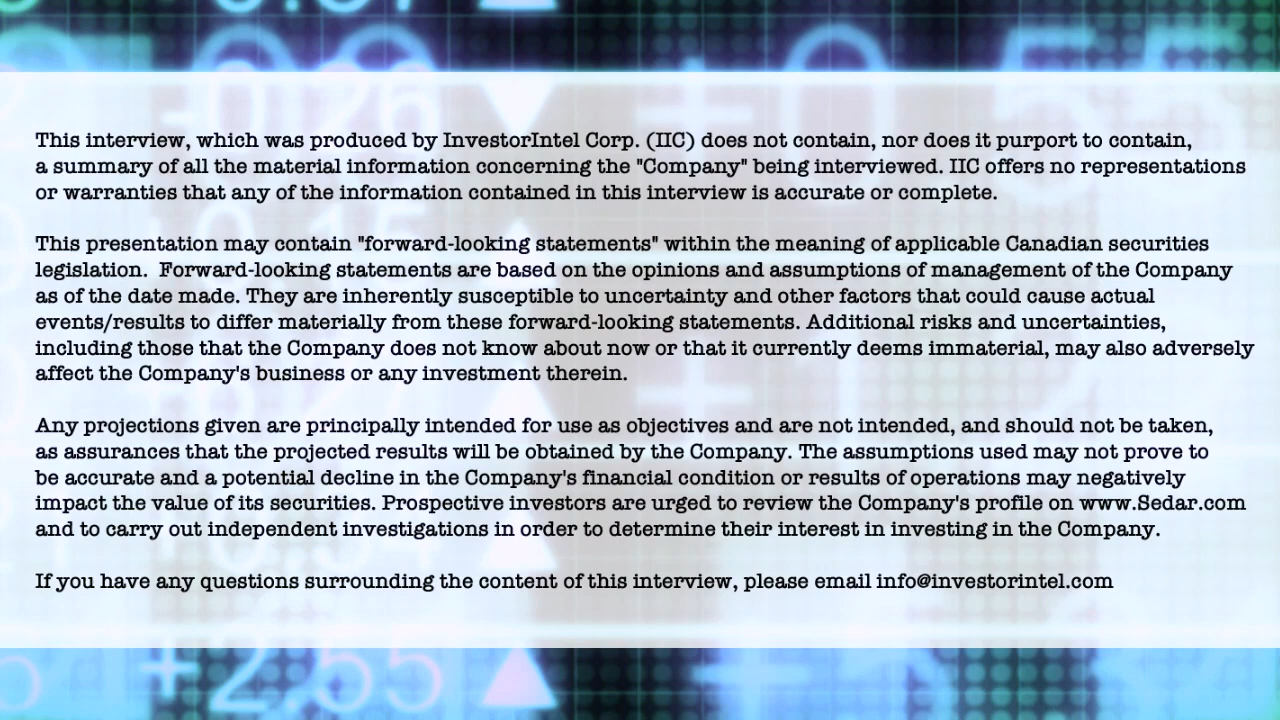 This interview, which was produced by InvestorIntel Corp. (IIC) does not contain, nor does it purport to contain,
a summary of all the material information concerning the "Company" being interviewed. IIC offers no representations
or warranties that any of the information contained in this interview is accurate or complete.
This presentation may contain "forward-looking statements" within the meaning of applicable Canadian securities
legislation.  Forward-looking statements are based on the opinions and assumptions of management of the Company
as of the date made. They are inherently susceptible to uncertainty and other factors that could cause actual
events/results to differ materially from these forward-looking statements. Additional risks and uncertainties,
including those that the Company does not know about now or that it currently deems immaterial, may also adversely
affect the Company's business or any investment therein.
Any projections given are principally intended for use as objectives and are not intended, and should not be taken,
as assurances that the projected results will be obtained by the Company. The assumptions used may not prove to
be accurate and a potential decline in the Company's financial condition or results of operations may negatively
impact the value of its securities. Prospective investors are urged to review the Company's profile on www.Sedar.com
and to carry out independent investigations in order to determine their interest in investing in the Company.
If you have any questions surrounding the content of this interview, please email info@investorintel.com
+2.55